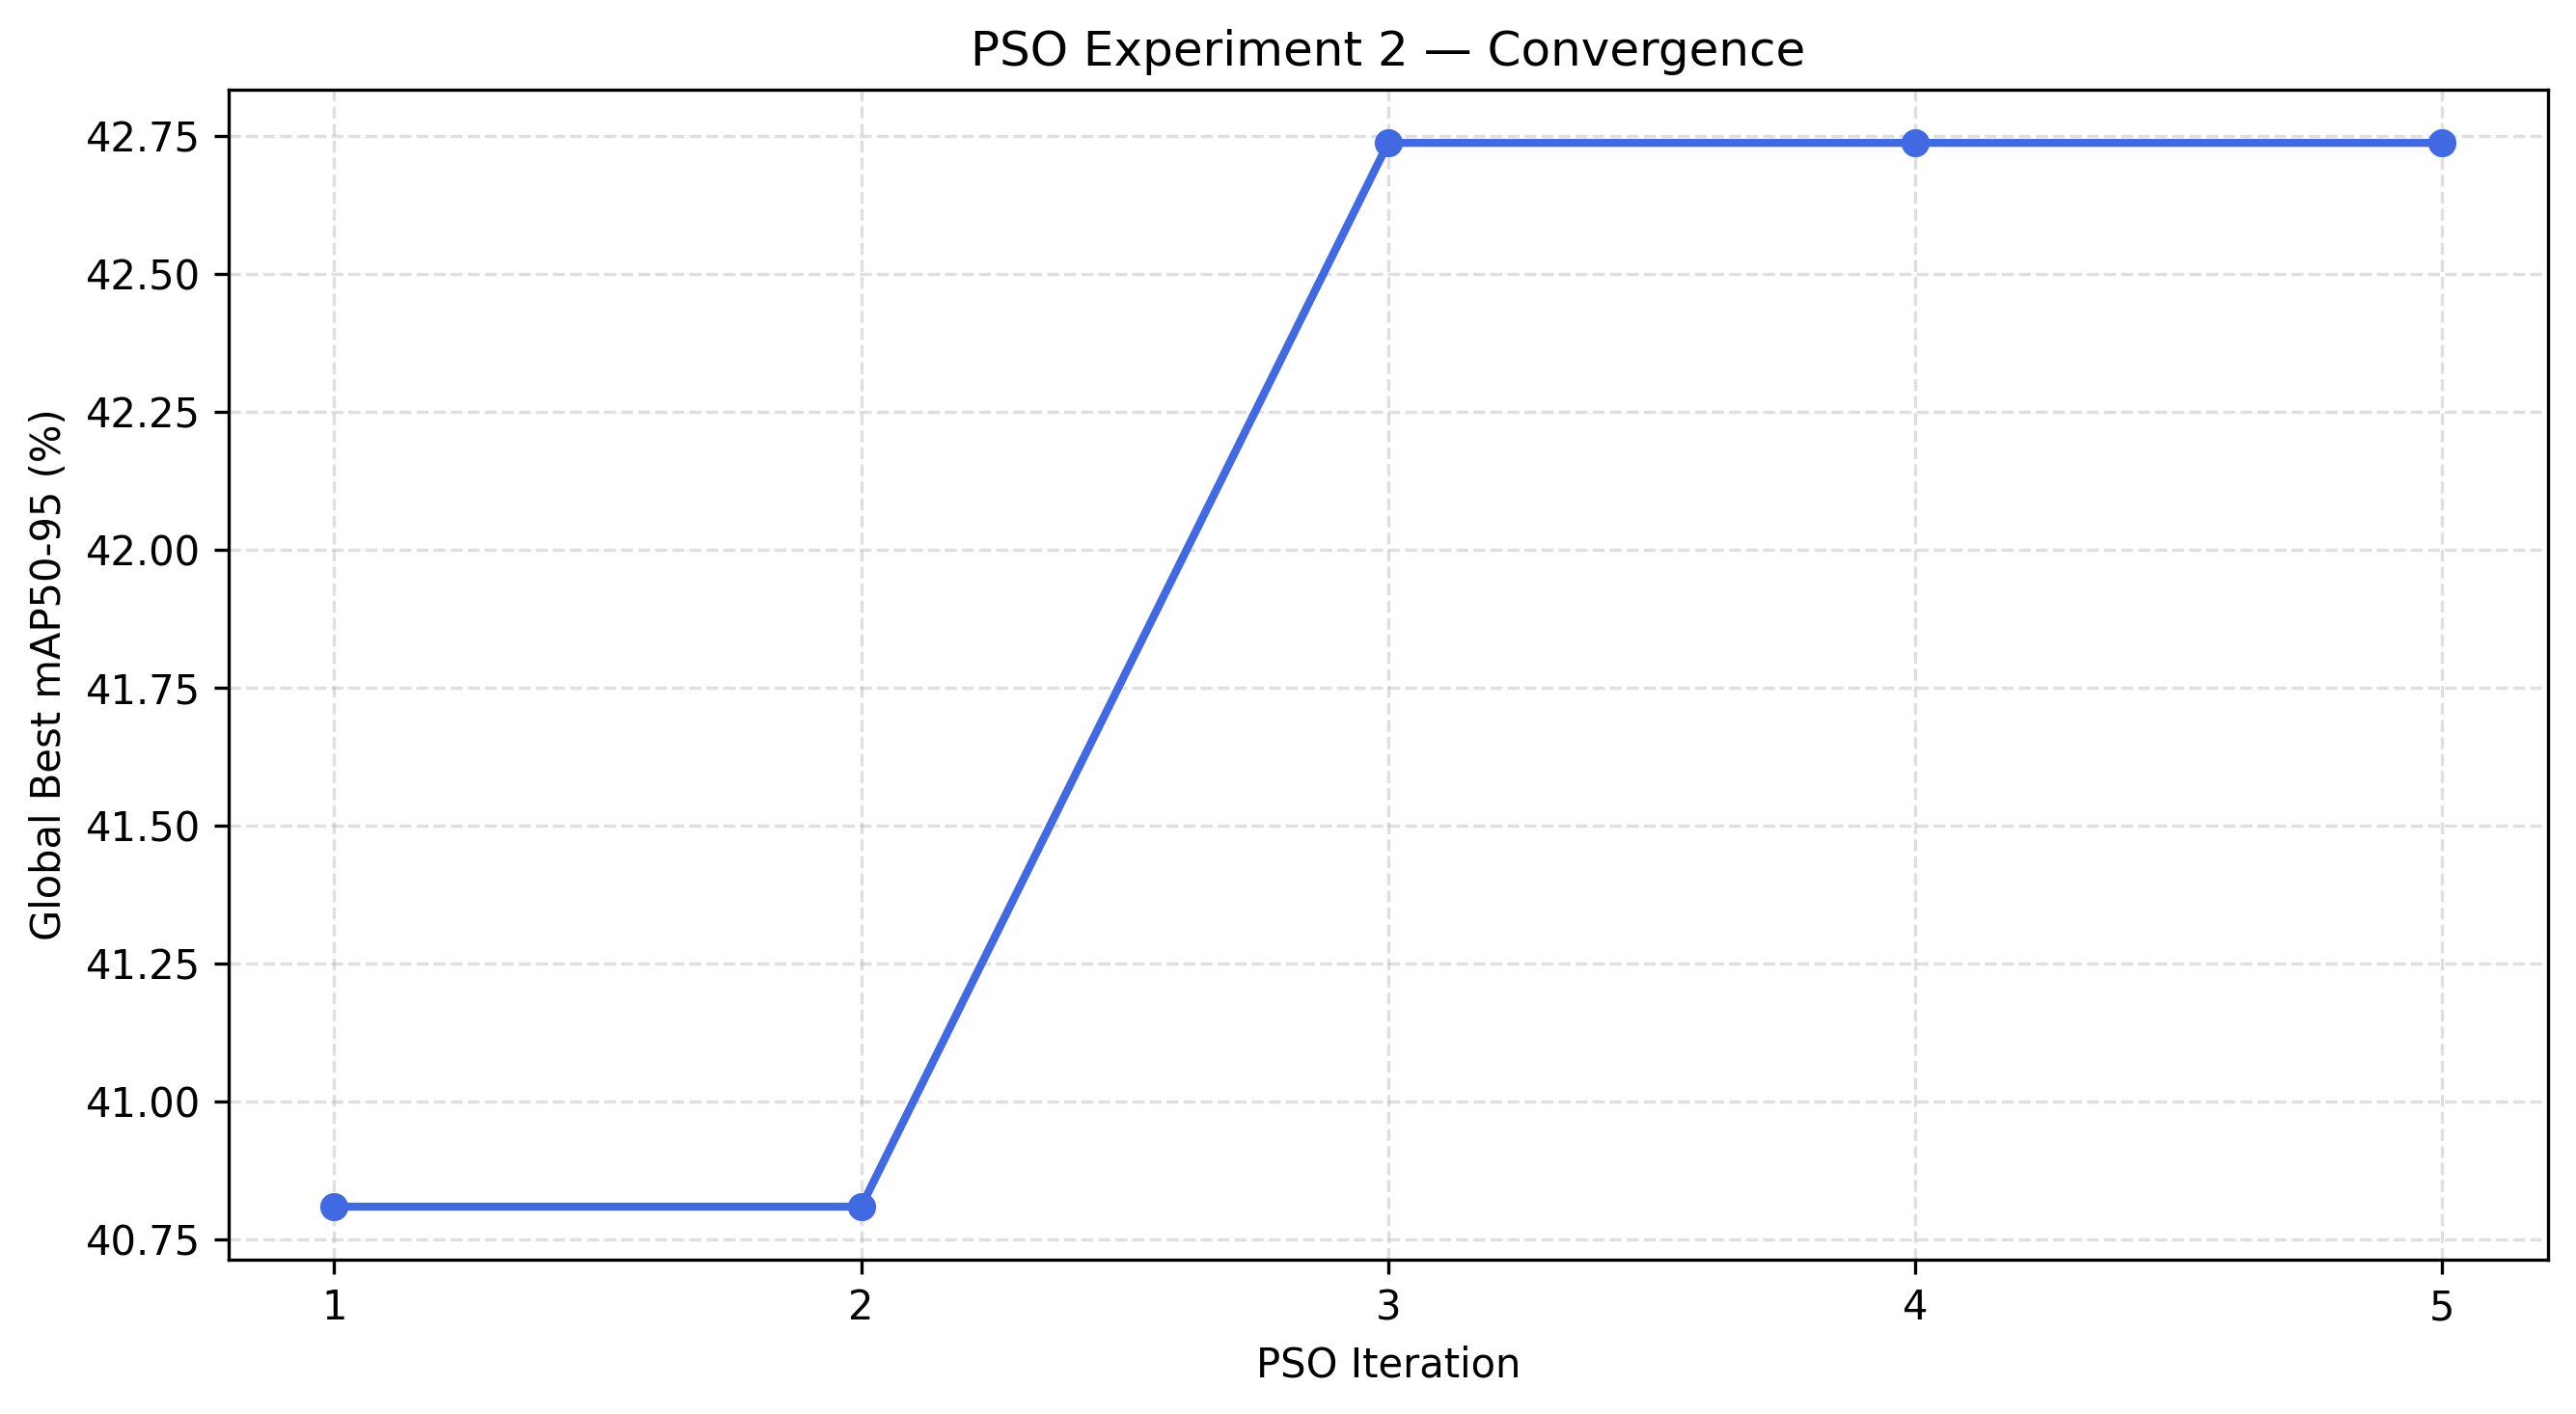 PSO Experiment 2 — Convergence
Global Best mAP50-95 (%)
42.75
42.50
42.25
42.00
41.75
41.50
41.25
41.00
40.75
1 2 3 4 5
PSO Iteration